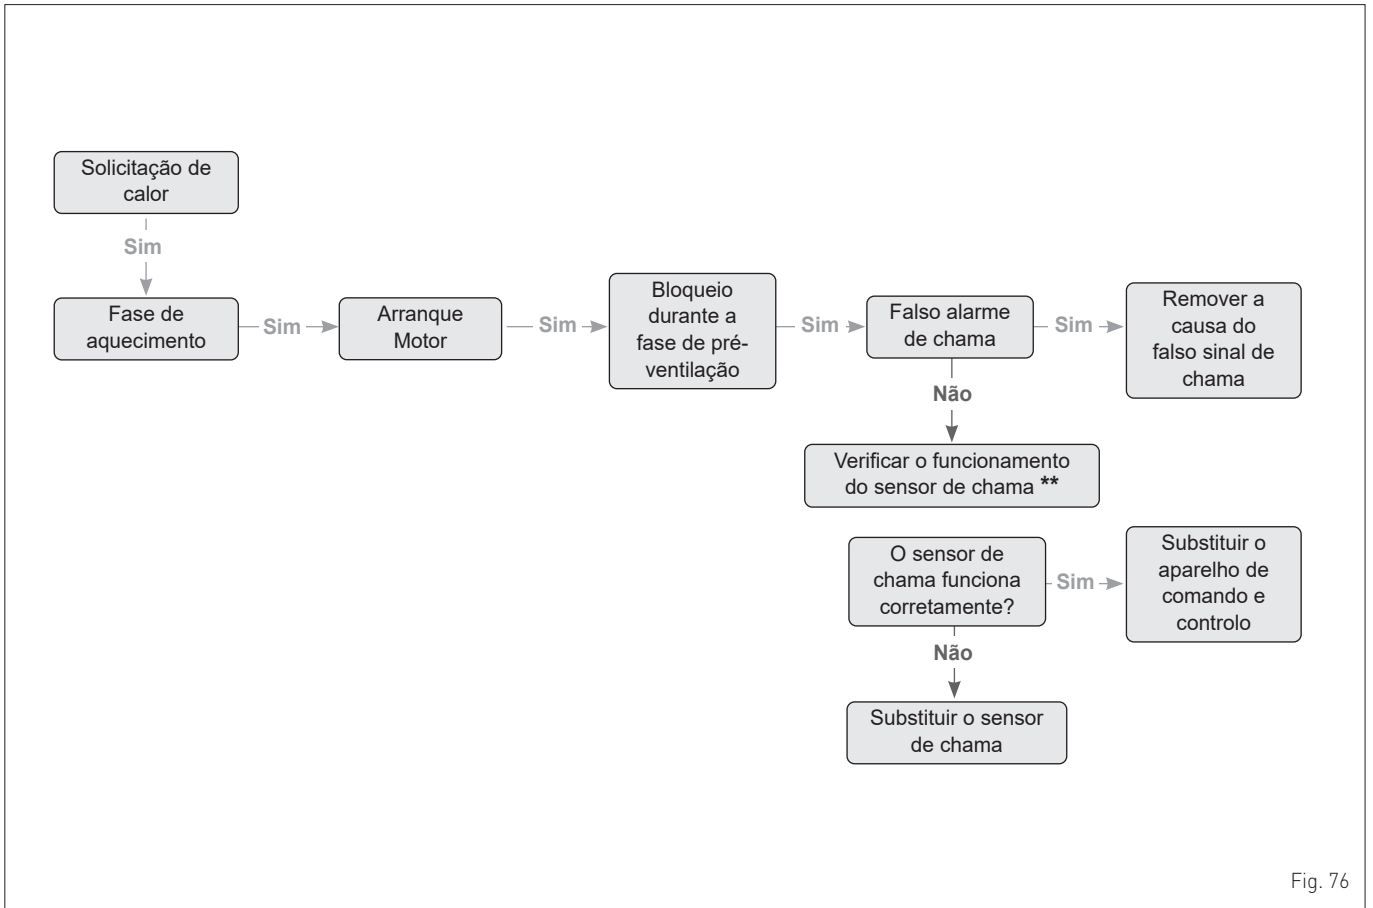 Solicitação de
calor
Sim
Fase de
aquecimento
Sim
Arranque
Motor
Sim
Bloqueio
durante a
fase de pré-
ventilação
Sim
Falso alarme
de chama
Sim
Remover a
causa do
falso sinal de
chama
Não
Verificar o funcionamento
do sensor de chama **
O sensor de
chama funciona
corretamente?
Sim
Substituir o
aparelho de
comando e
controlo
Não
Substituir o sensor
de chama
Fig. 76